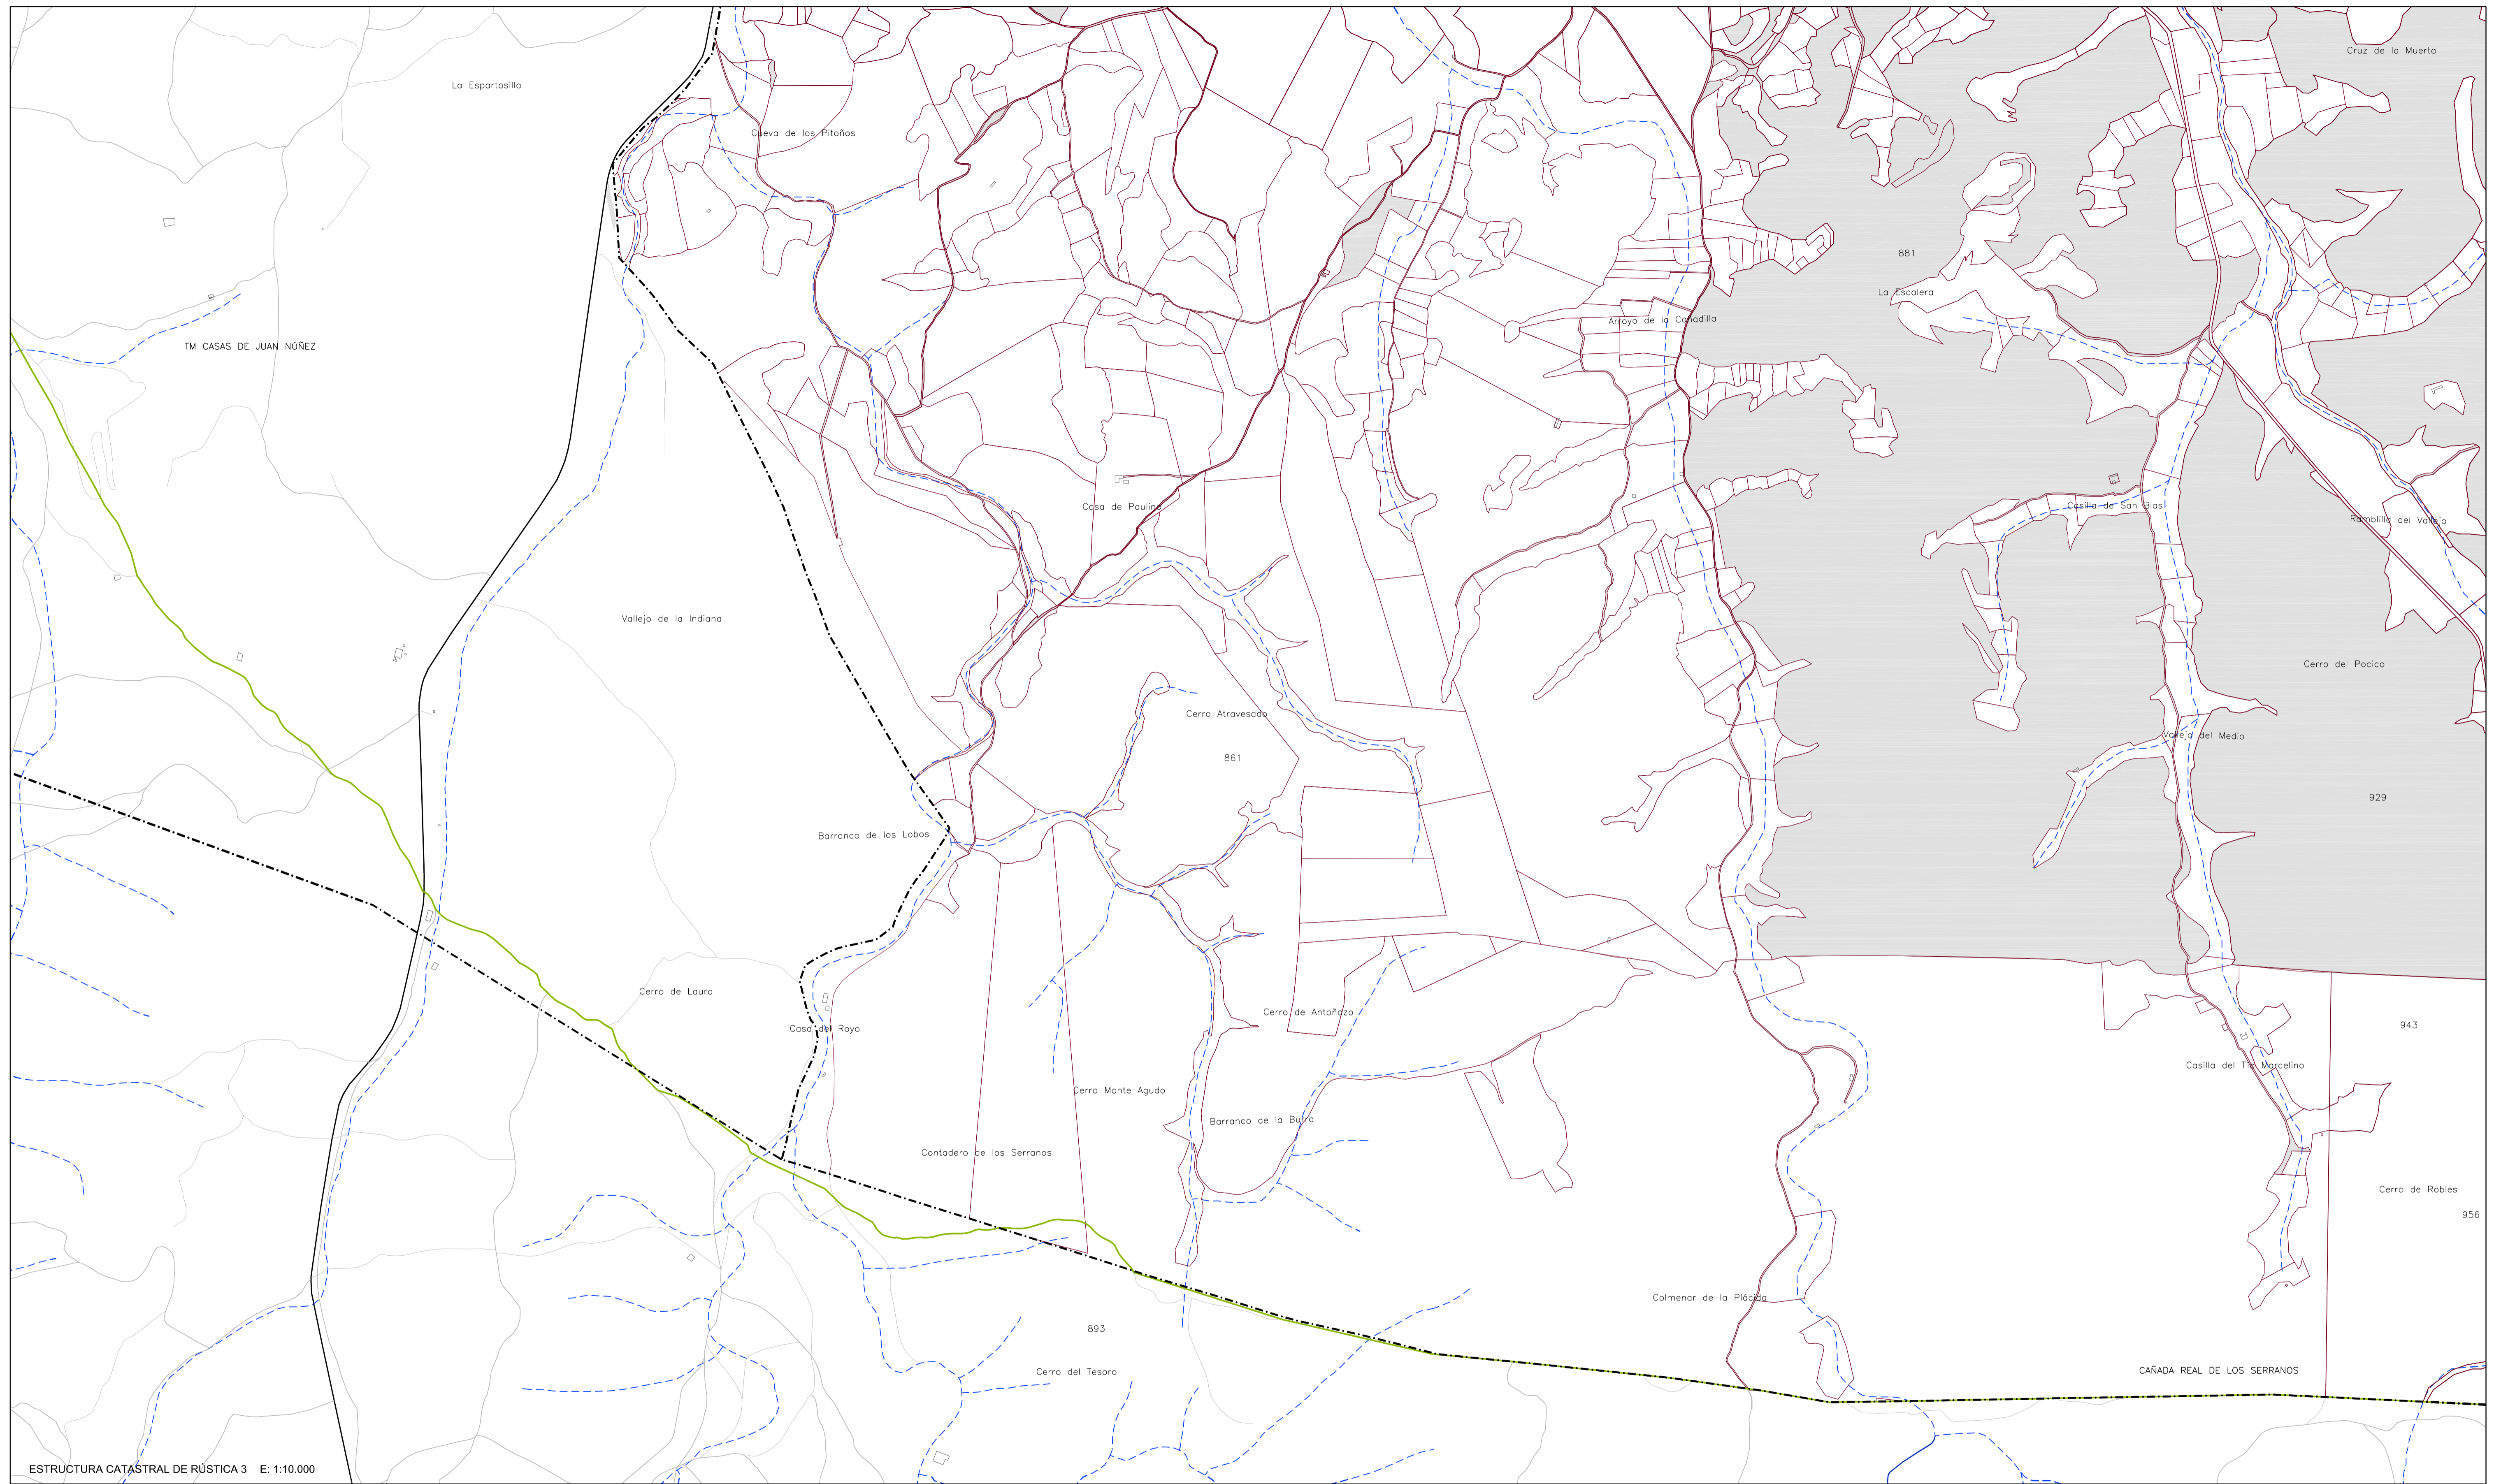 Cruz de la Muerta
La Espartosilla
Cueva de los Pitoños
881
La Escalera
Arroyo de la Cañadilla
TM CASAS DE JUAN NÚÑEZ
Casa de Paulino
Casilla de San Blas
Ramblilla del Vallejo
Vallejo de la Indiana
Cerro del Pocico
Cerro Atravesado
Vallejo del Medio
861
929
Barranco de los Lobos
Cerro de Laura
Cerro de Antoñazo
Casa del Royo
943
Casilla del Tío Marcelino
Cerro Monte Agudo
Barranco de la Burra
Contadero de los Serranos
Cerro de Robles
956
Colmenar de la Plácida
893
Cerro del Tesoro
CAÑADA REAL DE LOS SERRANOS
ESTRUCTURA CATASTRAL DE RÚSTICA 3 E: 1:10.000